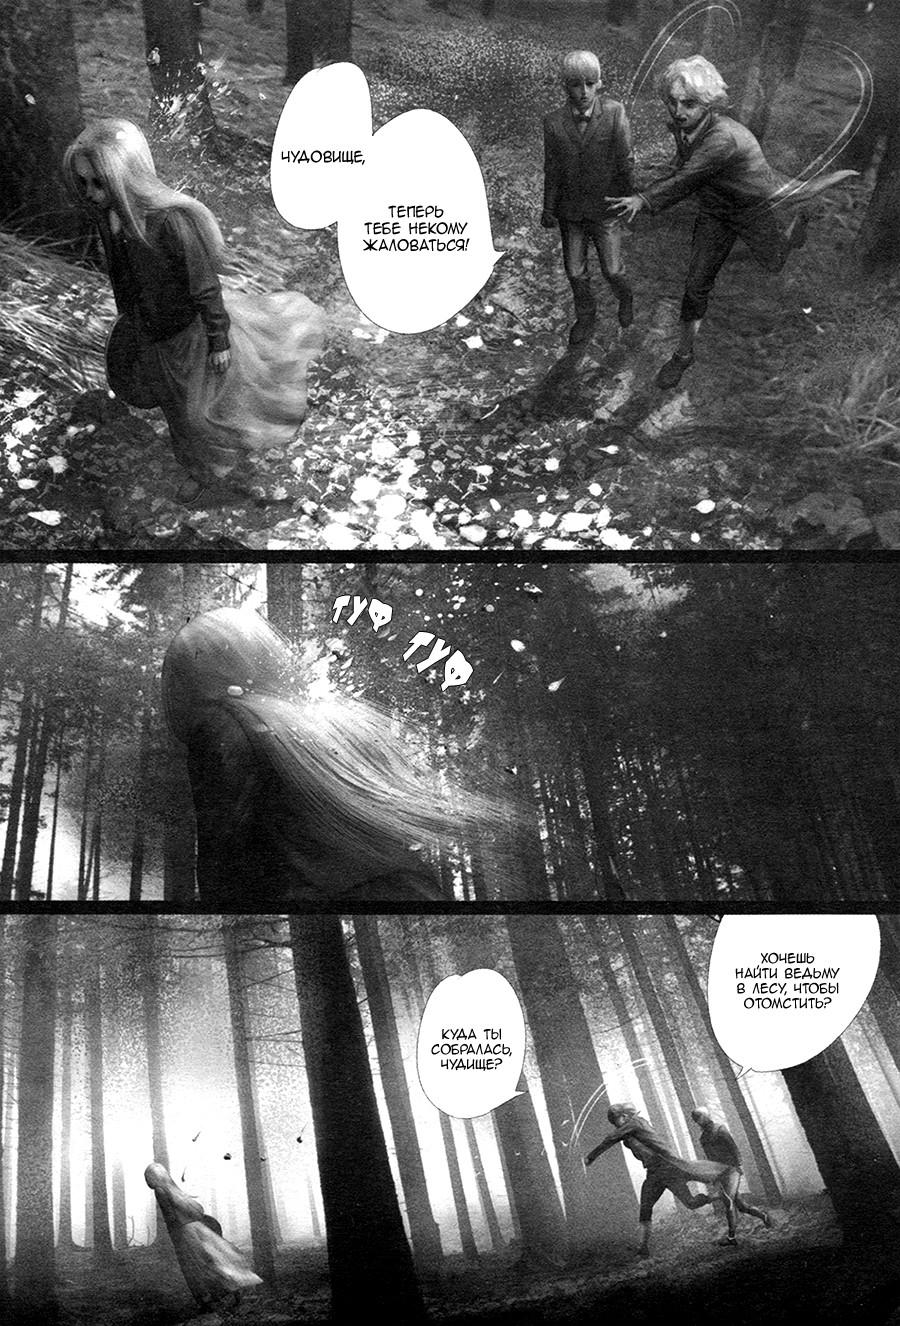 ЧУДОВИЩЕ,
ТЕПЕРЬ
ТЕБЕ НЕКОМУ
ЖАЛОВАТЬСЯ!
ТУФ
ТУФ
ХОЧЕШЬ
НАЙТИ ВЕДЬМУ
В ЛЕСУ, ЧТОБЫ
ОТОМСТИТЬ?
КУДА ТЫ
СОБРАЛАСЬ,
ЧУДИЩЕ?